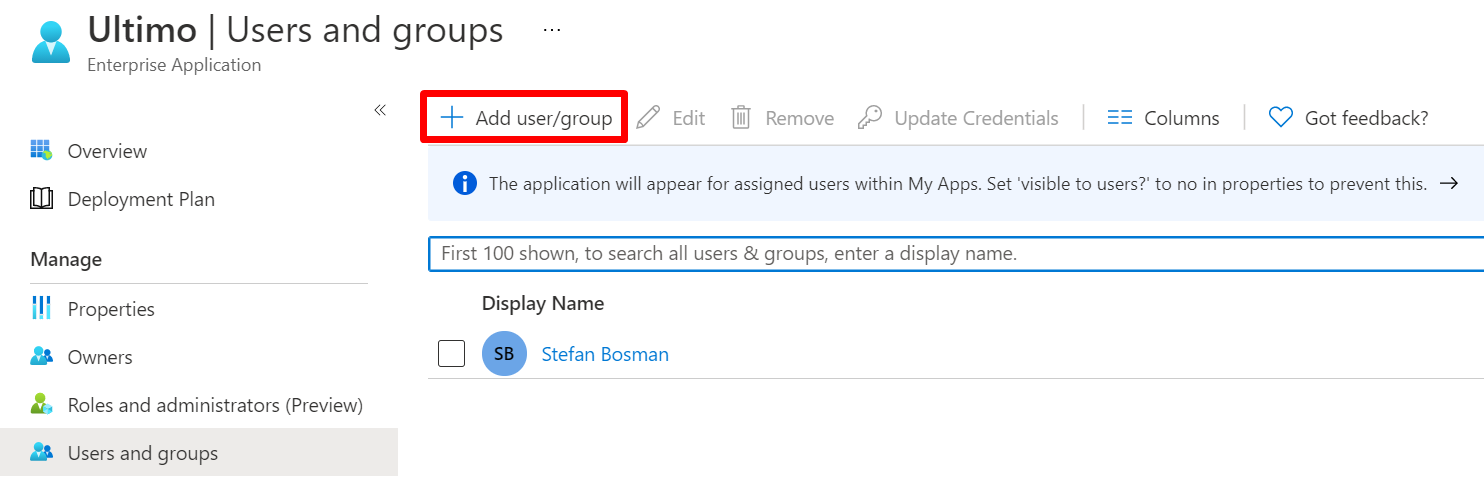 Ultimo | Users and groups ...
Enterprise Application
«
Overview
Deployment Plan
Manage
Properties
Owners
Roles and administrators (Preview)
Users and groups
+ Add user/group Edit Remove Update Credentials Columns Got feedback?
The application will appear for assigned users within My Apps. Set 'visible to users?' to no in properties to prevent this. →
First 100 shown, to search all users & groups, enter a display name.
Display Name
SB Stefan Bosman